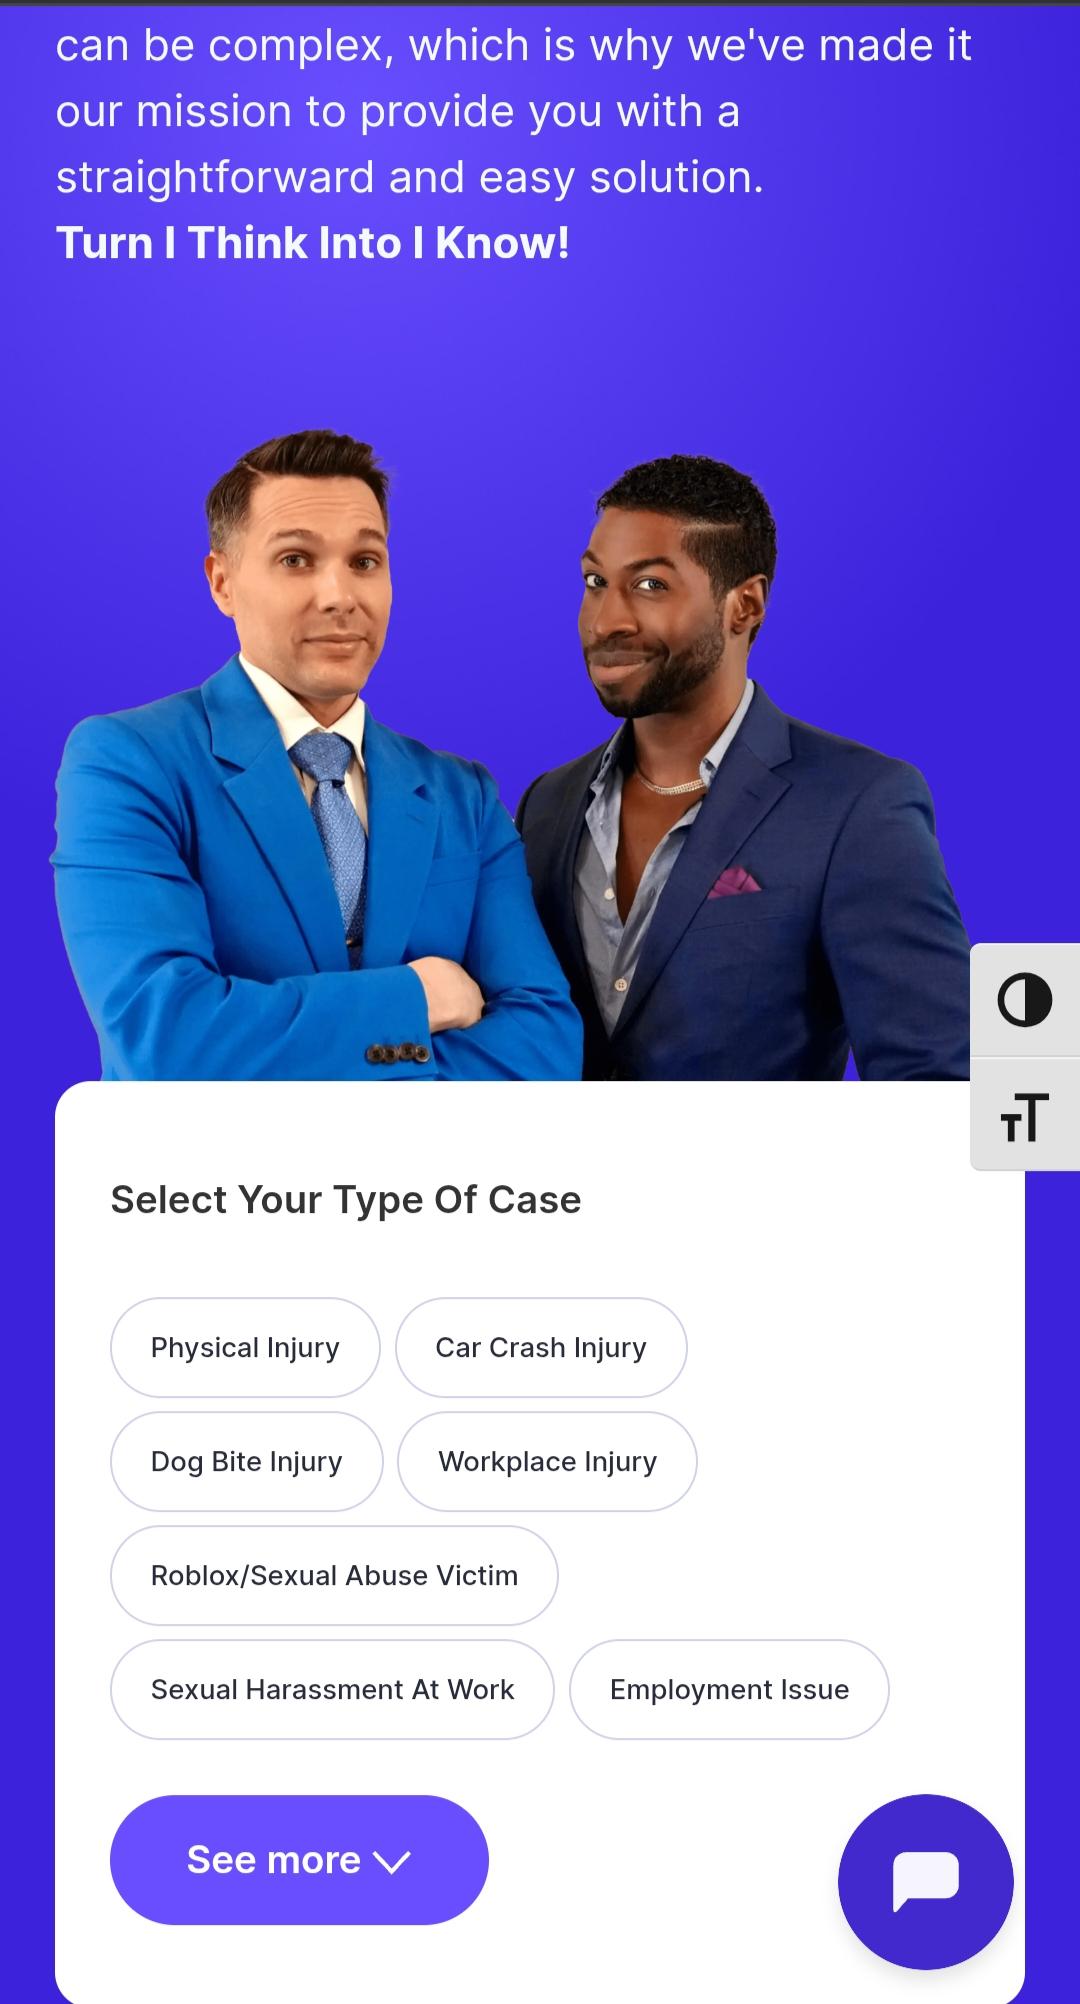 can be complex, which is why we've made it
our mission to provide you with a
straightforward and easy solution.
Turn I Think Into I Know!
Select Your Type Of Case
Physical Injury
Car Crash Injury
Dog Bite Injury
Workplace Injury
Roblox/Sexual Abuse Victim
Sexual Harassment At Work
Employment Issue
See more